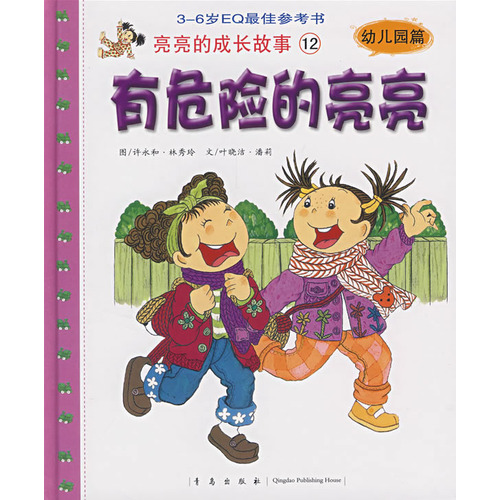 3-6岁EQ最佳参考书
亮亮的成长故事 ⑫
幼儿园篇
有危险的亮亮
图/许永和·林秀玲 文/叶晓洁·潘莉
青岛出版社 Qingdao Publishing House